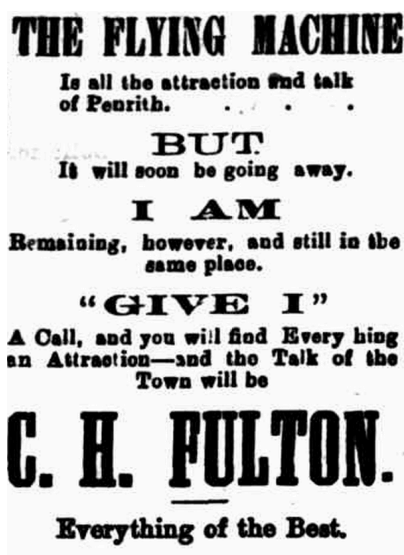 THE FLYING MACHINE
Is all the attraction and talk
of Penrith. . . . .
BUT
It will soon be going away.
I AM
Remaining, however, and still in the
same place.
"GIVE I"
A Call, and you will find Every hing
an Attraction—and the Talk of the
Town will be
C. H. FULTON.
Everything of the Best.